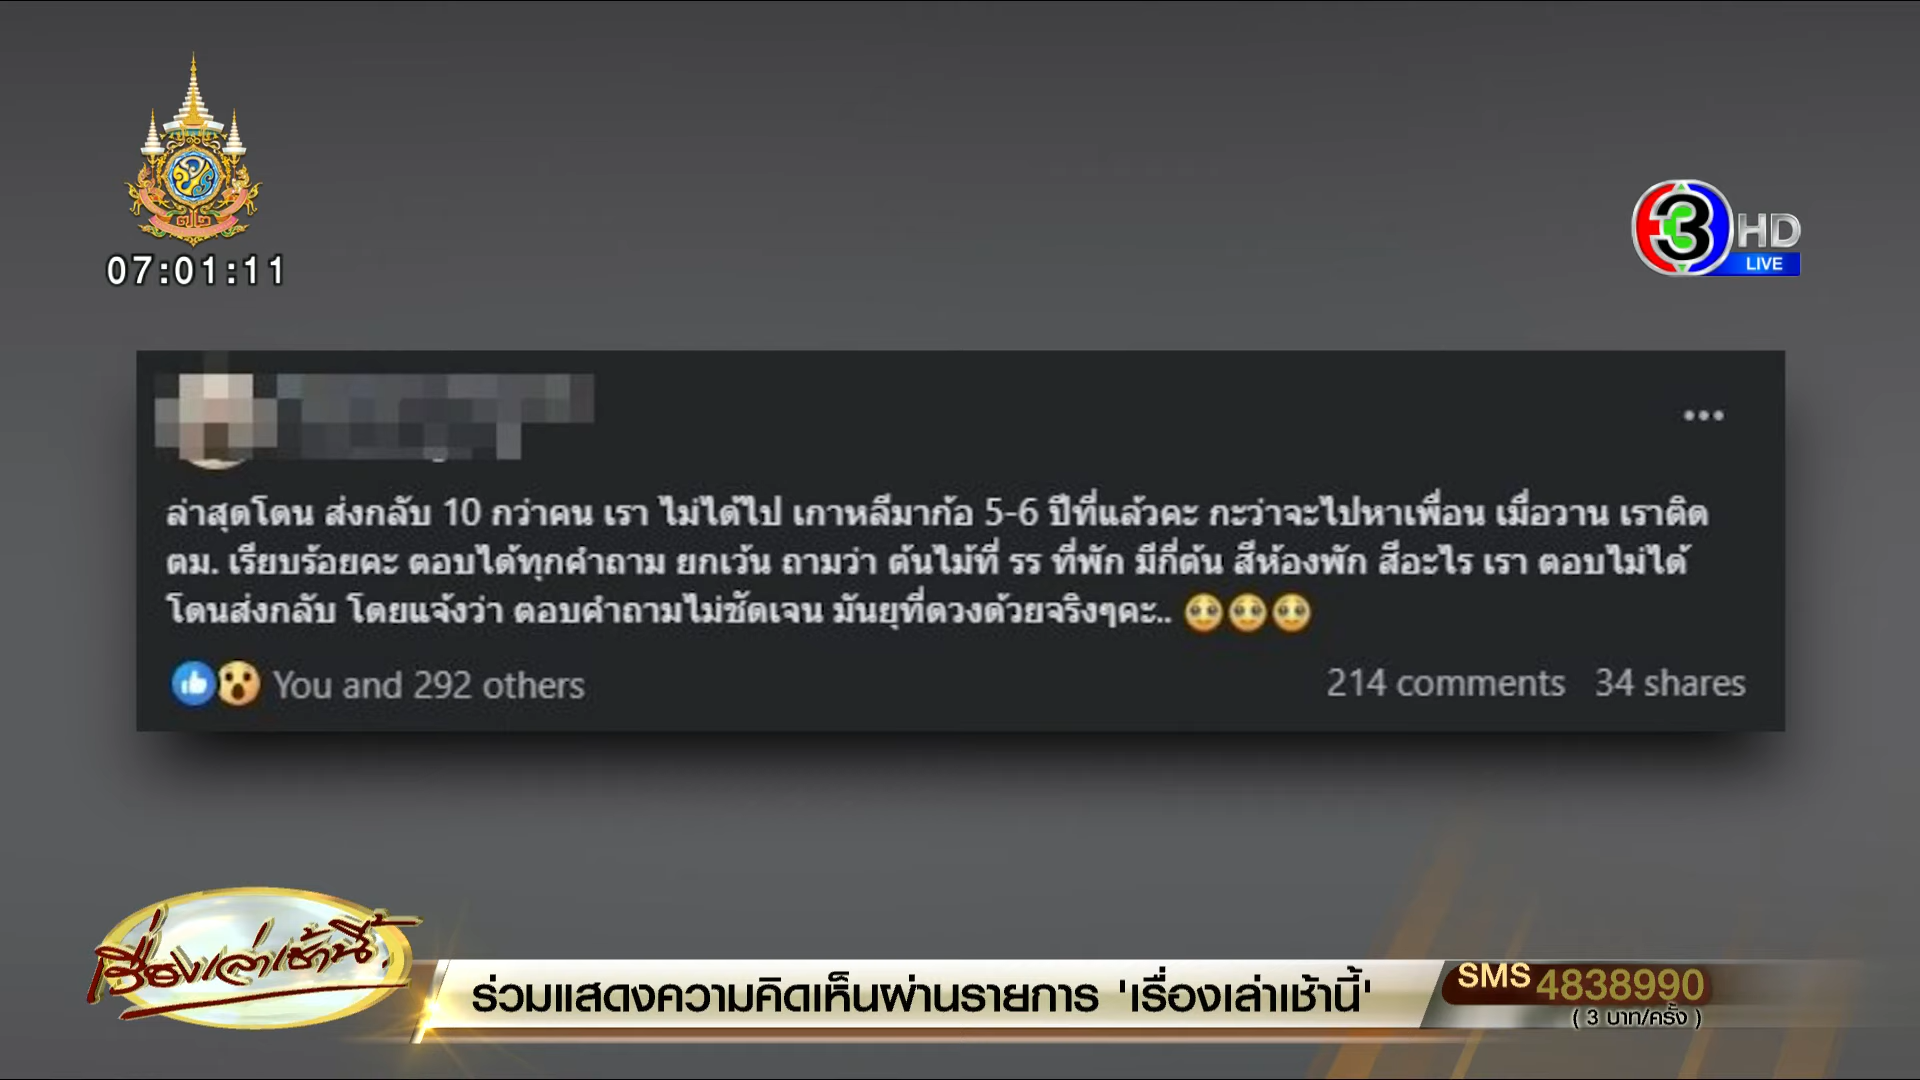 07:01:11
3 HD
LIVE
ล่าสุดโดน ส่งกลับ 10 กว่าคน เรา ไม่ได้ไป เกาหลีมาก้อ 5-6 ปีที่แล้วคะ กะว่าจะไปหาเพื่อน เมื่อวาน เราติด
ตม. เรียบร้อยคะ ตอบได้ทุกคำถาม ยกเว้น ถามว่า ต้นไม้ที่ รร ที่พัก มีกี่ต้น สีห้องพัก สีอะไร เรา ตอบไม่ได้
โดนส่งกลับ โดยแจ้งว่า ตอบคำถามไม่ชัดเจน มันยุที่ดวงด้วยจริงๆคะ..
You and 292 others
214 comments 34 shares
เรื่องเล่าเช้านี้
ร่วมแสดงความคิดเห็นผ่านรายการ 'เรื่องเล่าเช้านี้'
SMS 4838990
( 3 บาท/ครั้ง )